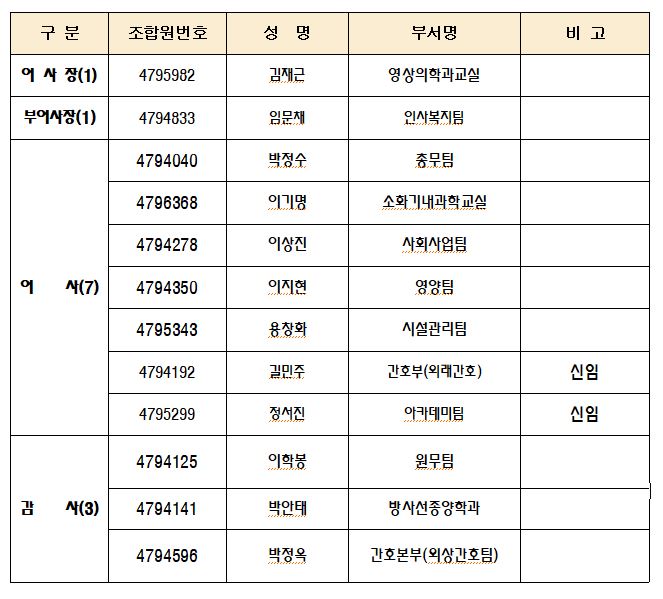 구 분 조합원번호 성 명 부서명 비 고
이 사 장(1) 4795982 김재근 영상의학과교실
부이사장(1) 4794833 임문채 인사복지팀
이 사(7) 4794040 박정수 총무팀
4796368 이기명 소화기내과학교실
4794278 이상진 사회사업팀
4794350 이지현 영양팀
4795343 용창화 시설관리팀
4794192 길민주 간호부(외래간호) 신임
4795299 정서진 아카데미팀 신임
감 사(3) 4794125 이학봉 원무팀
4794141 박안태 방사선종양학과
4794596 박정옥 간호본부(외상간호팀)